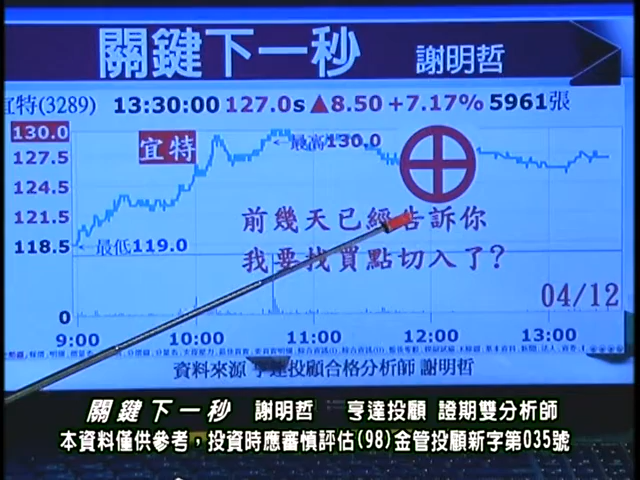 關鍵下一秒 謝明哲
宜特(3289) 13:30:00 127.0s ▲8.50 +7.17% 5961張
130.0
宜特
最高130.0
127.5
124.5
121.5
前幾天已經告訴你
118.5
最低119.0
我要找買點切入了?
04/12
0
9:00 10:00 11:00 12:00 13:00
資料來源 亨達投顧合格分析師 謝明哲
關鍵下一秒 謝明哲 亨達投顧 證期雙分析師
本資料僅供參考,投資時應審慎評估(98)金管投顧新字第035號